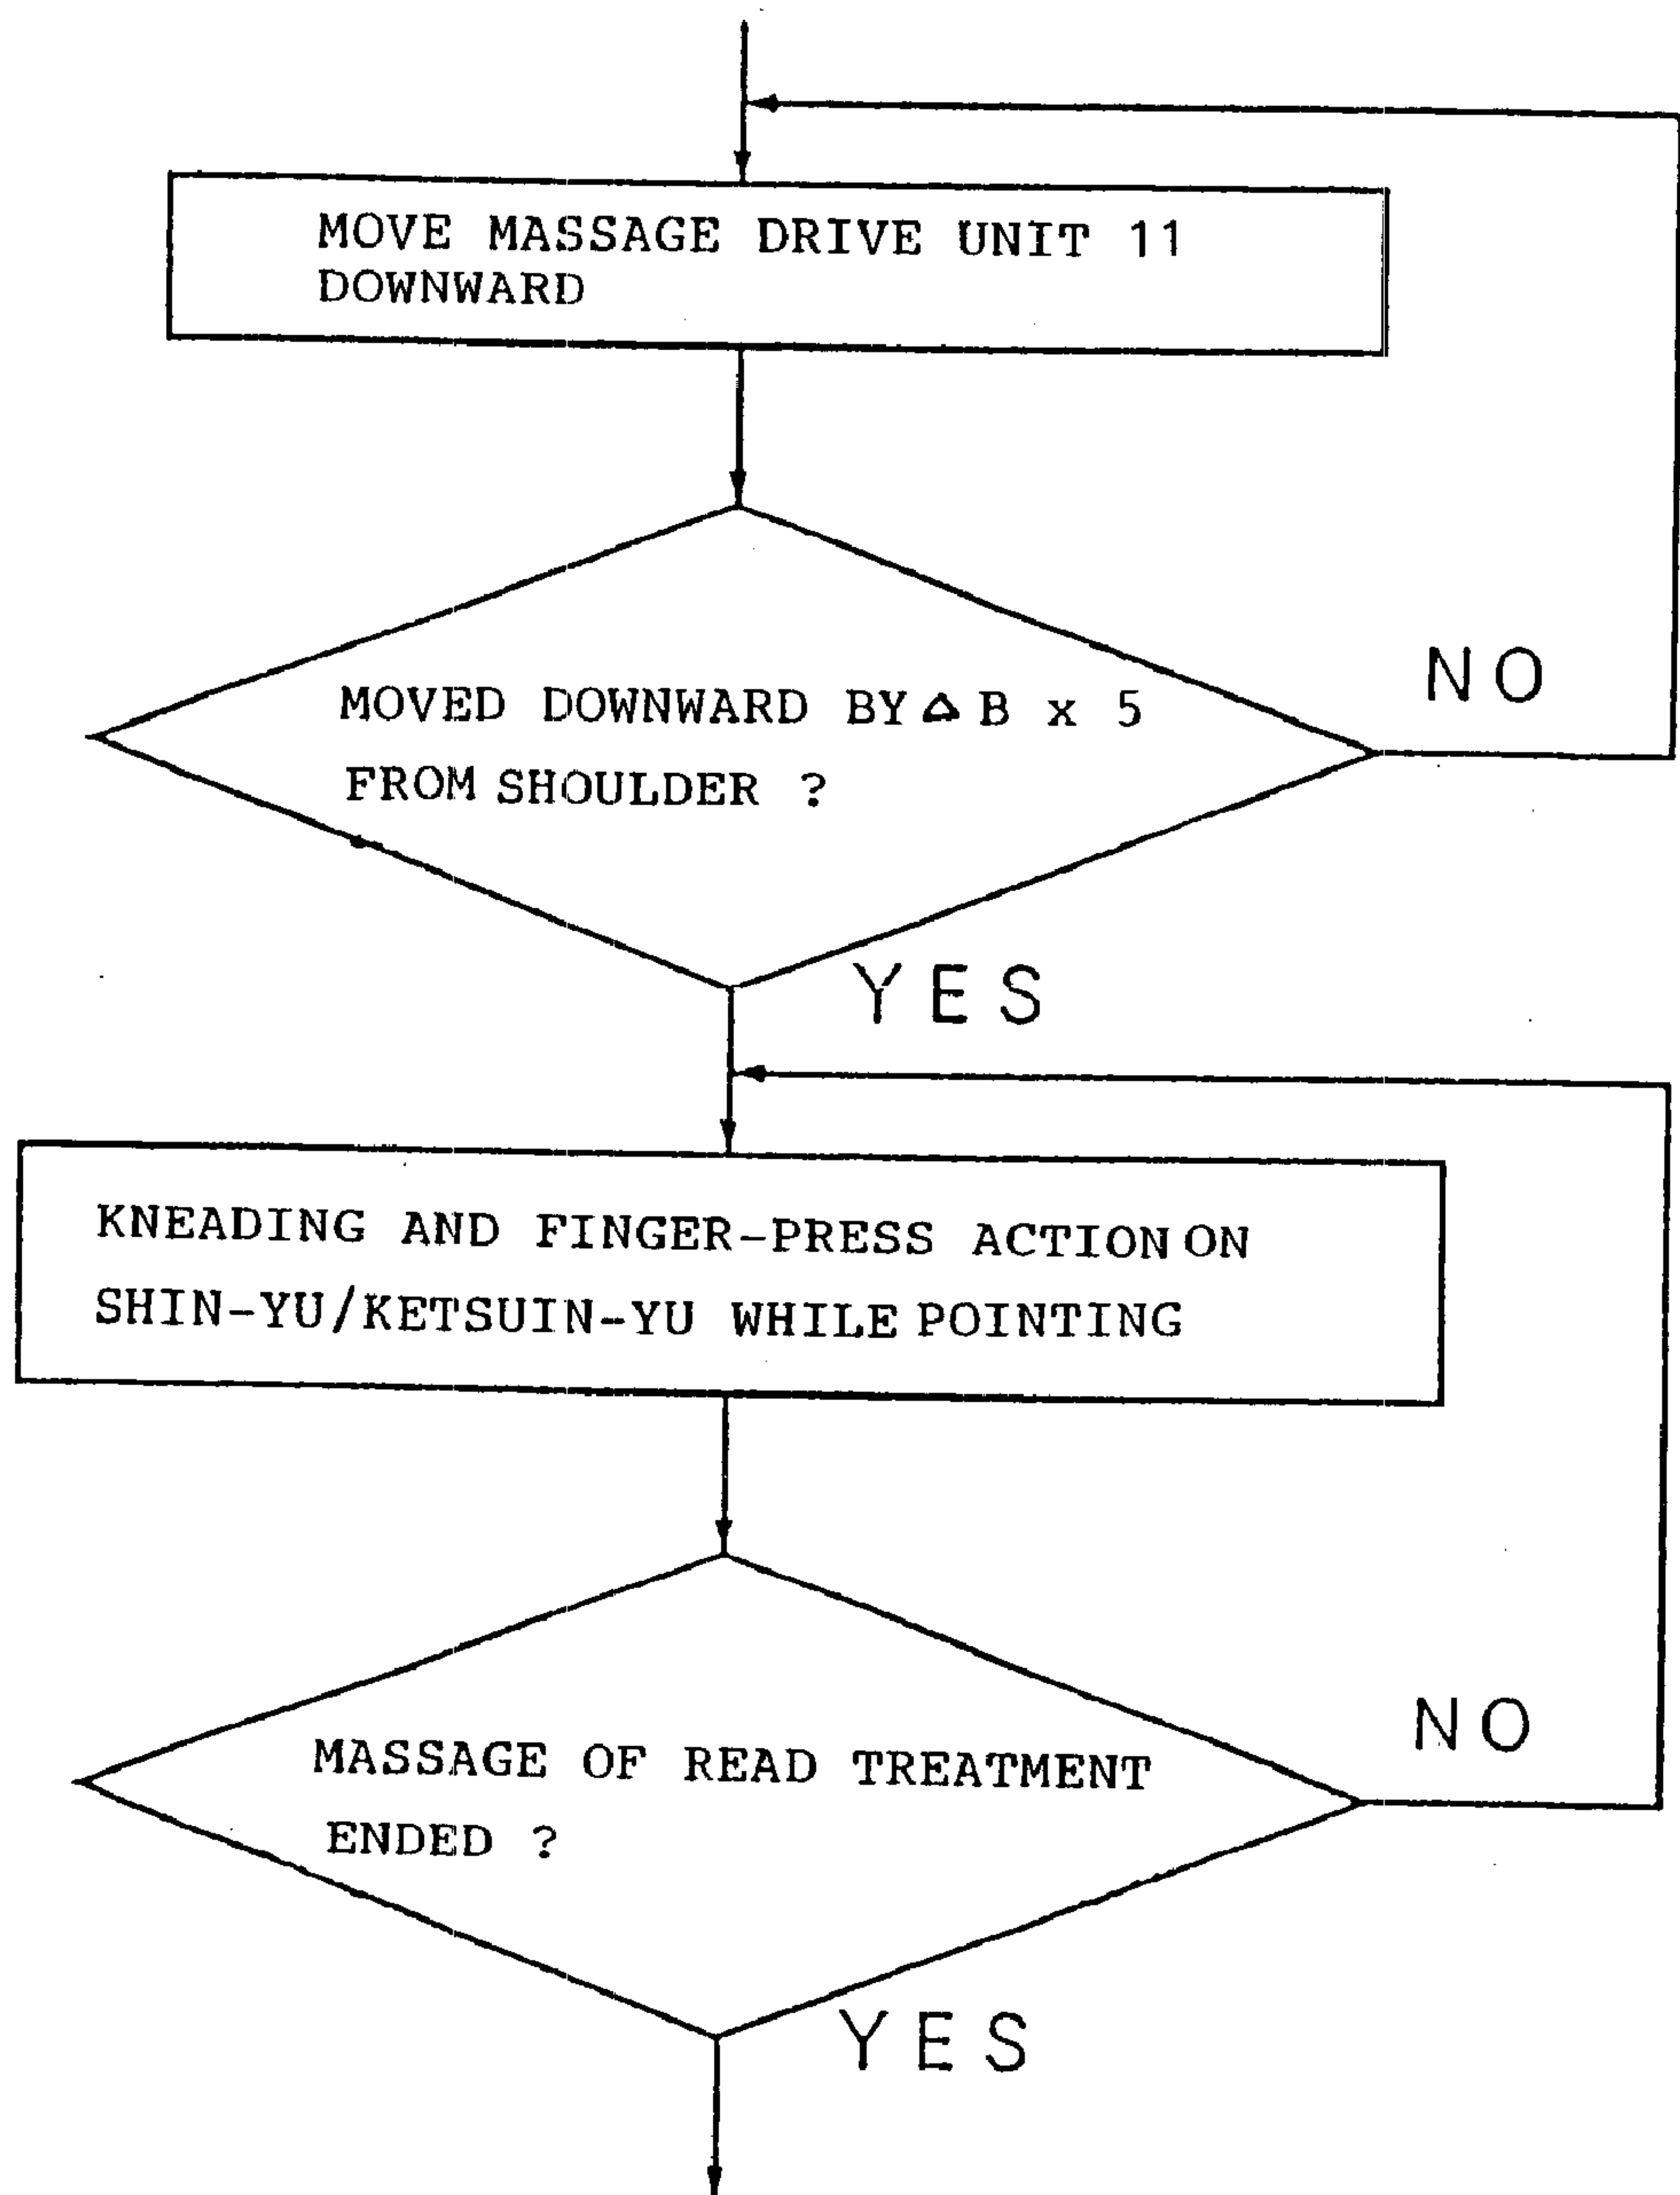 MOVE MASSAGE DRIVE UNIT 11
DOWNWARD
MOVED DOWNWARD BY △ B x 5
FROM SHOULDER ?
NO
YES
KNEADING AND FINGER-PRESS ACTION ON
SHIN-YU/KETSUIN-YU WHILE POINTING
MASSAGE OF READ TREATMENT
ENDED ?
NO
YES